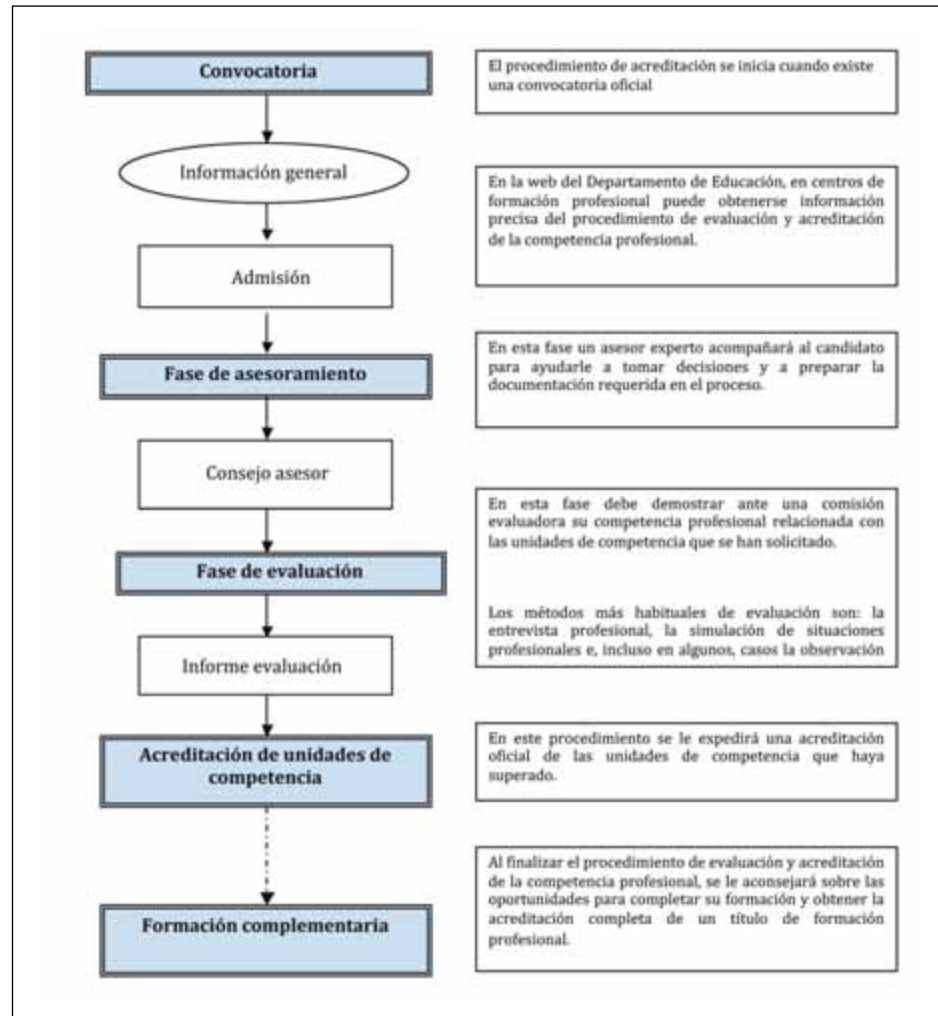 Convocatoria
El procedimiento de acreditación se inicia cuando existe
una convocatoria oficial
Información general
En la web del Departamento de Educación, en centros de
formación profesional puede obtenerse información
precisa del procedimiento de evaluación y acreditación
de la competencia profesional.
Admisión
En esta fase un asesor experto acompañará al candidato
para ayudarle a tomar decisiones y a preparar la
documentación requerida en el proceso.
Fase de asesoramiento
Consejo asesor
En esta fase debe demostrar ante una comisión
evaluadora su competencia profesional relacionada con
las unidades de competencia que se han solicitado.
Fase de evaluación
Los métodos más habituales de evaluación son: la
entrevista profesional, la simulación de situaciones
profesionales e, incluso en algunos, casos la observación
Informe evaluación
Acreditación de unidades de
competencia
En este procedimiento se le expedirá una acreditación
oficial de las unidades de competencia que haya
superado.
Formación complementaria
Al finalizar el procedimiento de evaluación y acreditación
de la competencia profesional, se le aconsejará sobre las
oportunidades para completar su formación y obtener la
acreditación completa de un título de formación
profesional.